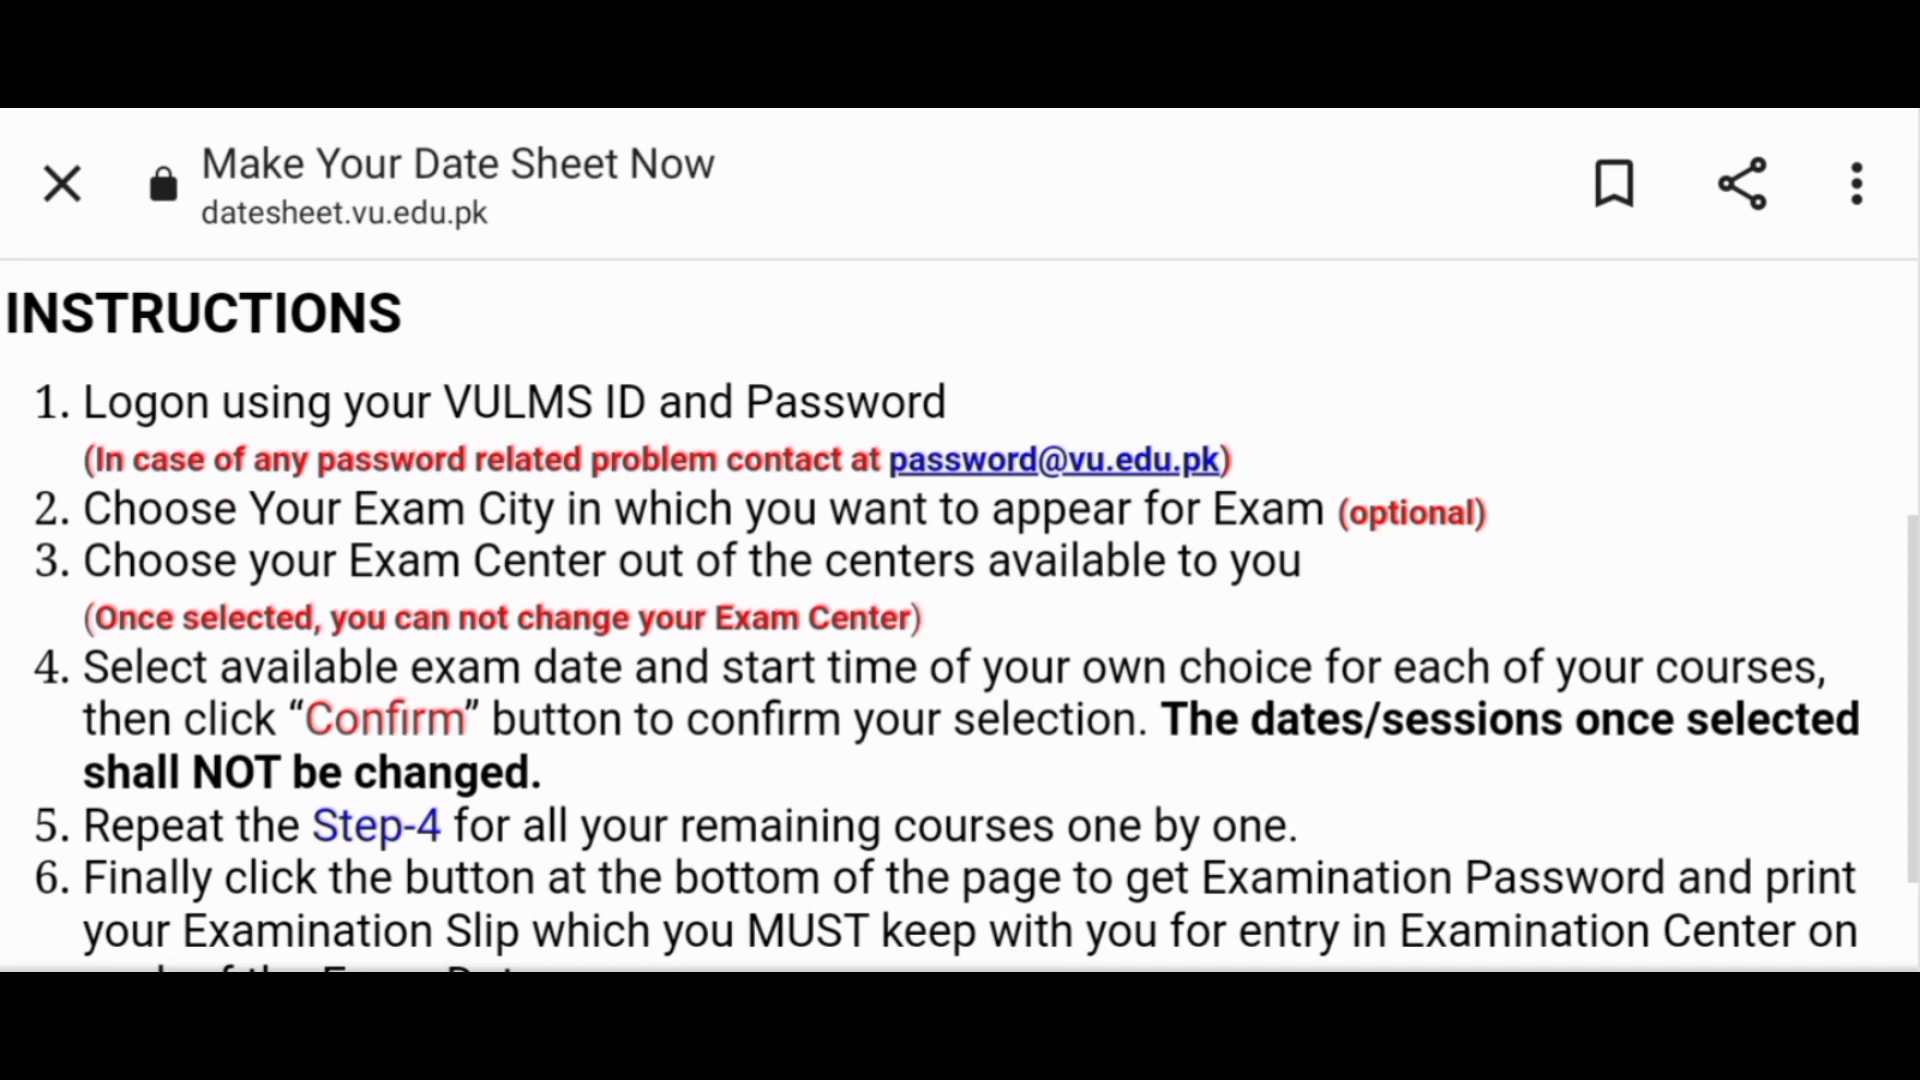 Make Your Date Sheet Now
datesheet.vu.edu.pk
INSTRUCTIONS
1. Logon using your VULMS ID and Password
(In case of any password related problem contact at password@vu.edu.pk)
2. Choose Your Exam City in which you want to appear for Exam (optional)
3. Choose your Exam Center out of the centers available to you
(Once selected, you can not change your Exam Center)
4. Select available exam date and start time of your own choice for each of your courses,
then click “Confirm” button to confirm your selection. The dates/sessions once selected
shall NOT be changed.
5. Repeat the Step-4 for all your remaining courses one by one.
6. Finally click the button at the bottom of the page to get Examination Password and print
your Examination Slip which you MUST keep with you for entry in Examination Center on